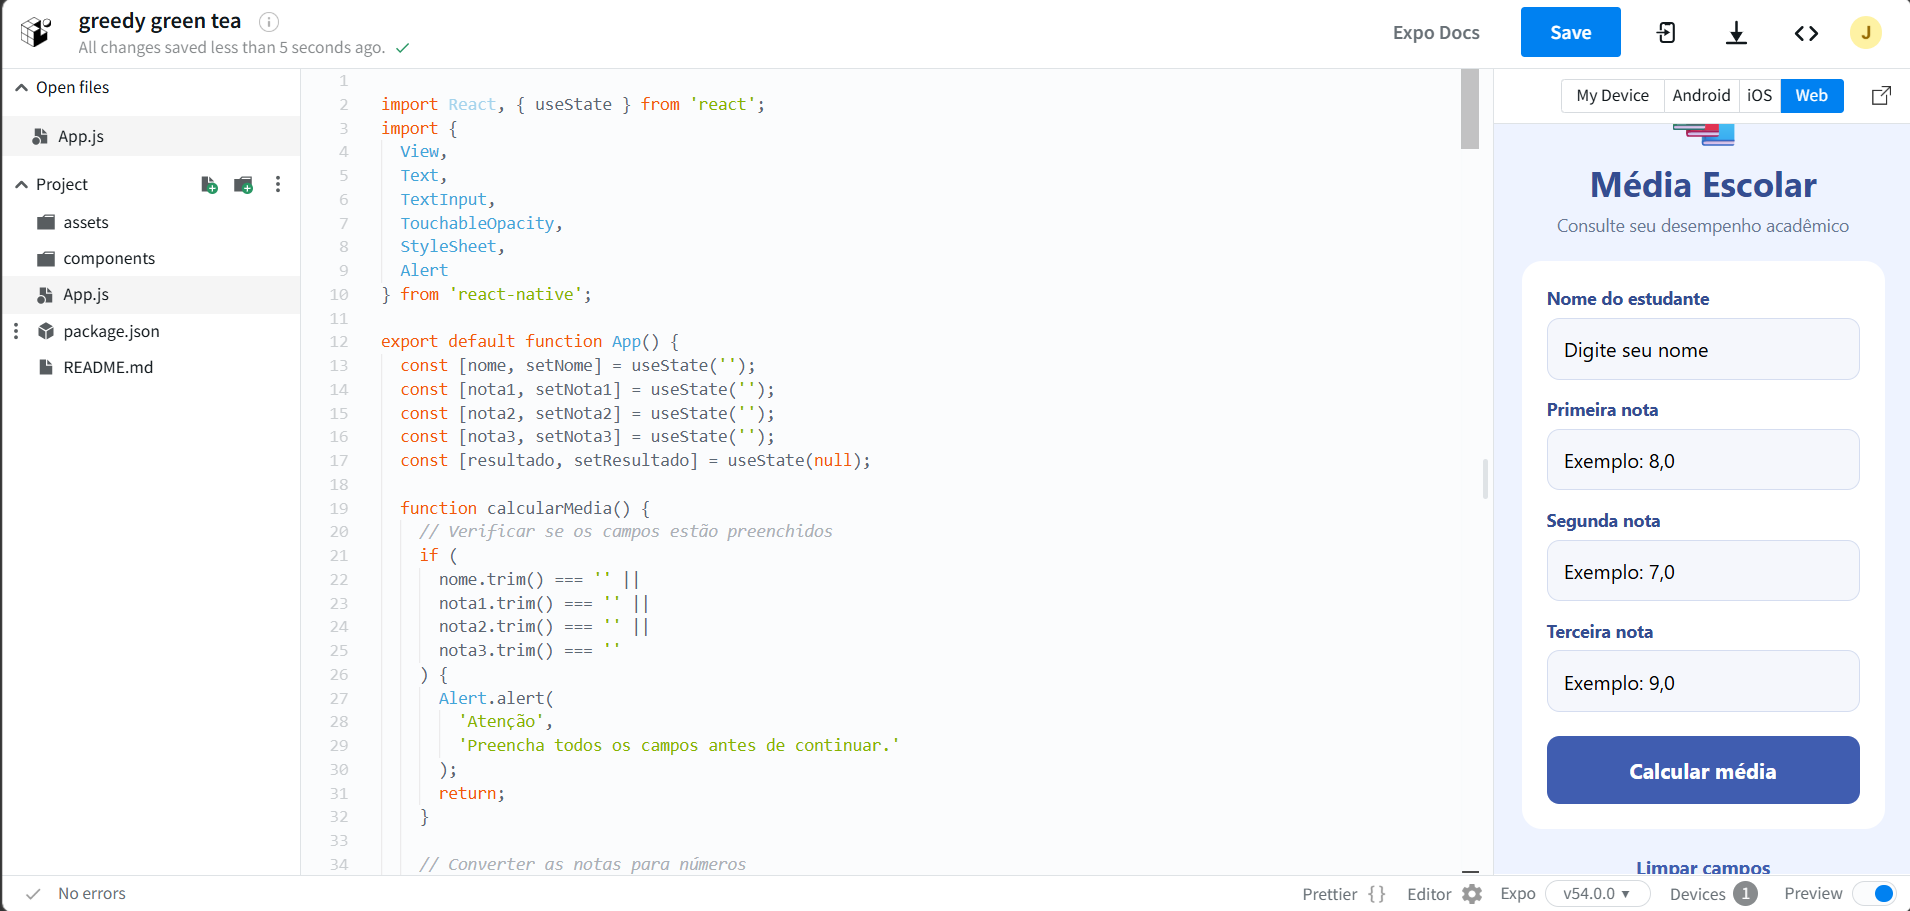 greedy green tea
All changes saved less than 5 seconds ago.
Expo Docs
Save
J
Open files
App.js
Project
assets
components
App.js
package.json
README.md
1
2 import React, { useState } from 'react';
3 import {
4 View,
5 Text,
6 TextInput,
7 TouchableOpacity,
8 StyleSheet,
9 Alert
10 } from 'react-native';
11
12 export default function App() {
13 const [nome, setNome] = useState('');
14 const [nota1, setNota1] = useState('');
15 const [nota2, setNota2] = useState('');
16 const [nota3, setNota3] = useState('');
17 const [resultado, setResultado] = useState(null);
18
19 function calcularMedia() {
20 // Verificar se os campos estão preenchidos
21 if (
22 nome.trim() === '' ||
23 nota1.trim() === '' ||
24 nota2.trim() === '' ||
25 nota3.trim() === ''
26 ) {
27 Alert.alert(
28 'Atenção',
29 'Preencha todos os campos antes de continuar.'
30 );
31 return;
32 }
33
34 // Converter as notas para números
My Device
Android
iOS
Web
Média Escolar
Consulte seu desempenho acadêmico
Nome do estudante
Digite seu nome
Primeira nota
Exemplo: 8,0
Segunda nota
Exemplo: 7,0
Terceira nota
Exemplo: 9,0
Calcular média
Limpar campos
No errors
Prettier {}
Editor
Expo
v54.0.0
Devices 1
Preview